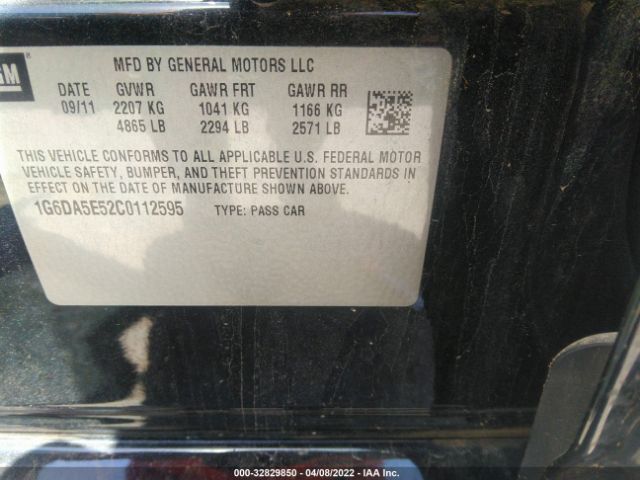 GM ®
MFD BY GENERAL MOTORS LLC
DATE GVWR GAWR FRT GAWR RR
09/11 2207 KG 1041 KG 1166 KG
4865 LB 2294 LB 2571 LB
THIS VEHICLE CONFORMS TO ALL APPLICABLE U.S. FEDERAL MOTOR
VEHICLE SAFETY, BUMPER, AND THEFT PREVENTION STANDARDS IN
EFFECT ON THE DATE OF MANUFACTURE SHOWN ABOVE.
1G6DA5E52C0112595 TYPE: PASS CAR
000-32829850 - 04/08/2022 - IAA Inc.